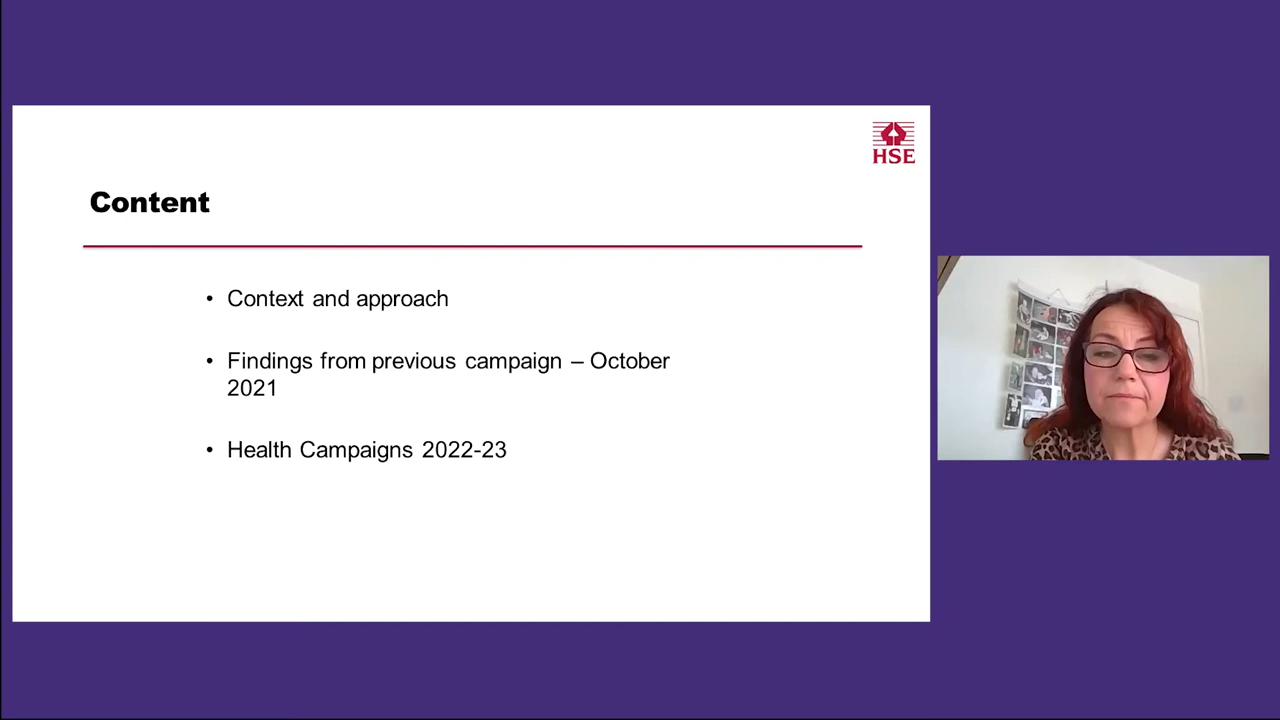 HSE
Content
• Context and approach
• Findings from previous campaign – October
2021
• Health Campaigns 2022-23